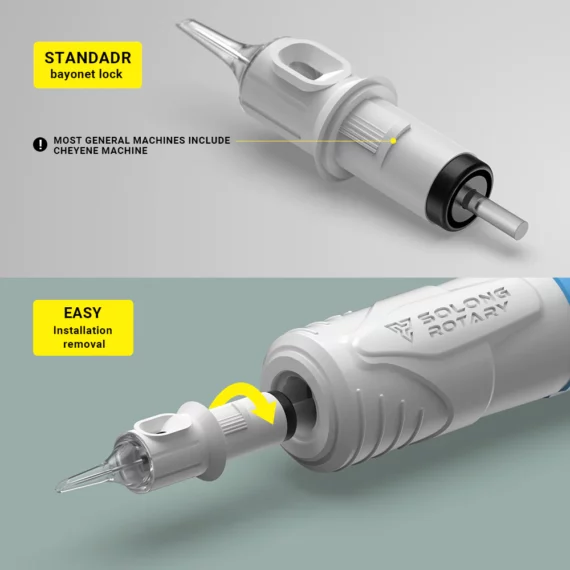 STANDADR
bayonet lock
MOST GENERAL MACHINES INCLUDE
CHEYENE MACHINE
EASY
Installation
removal
SOLONG
ROTARY